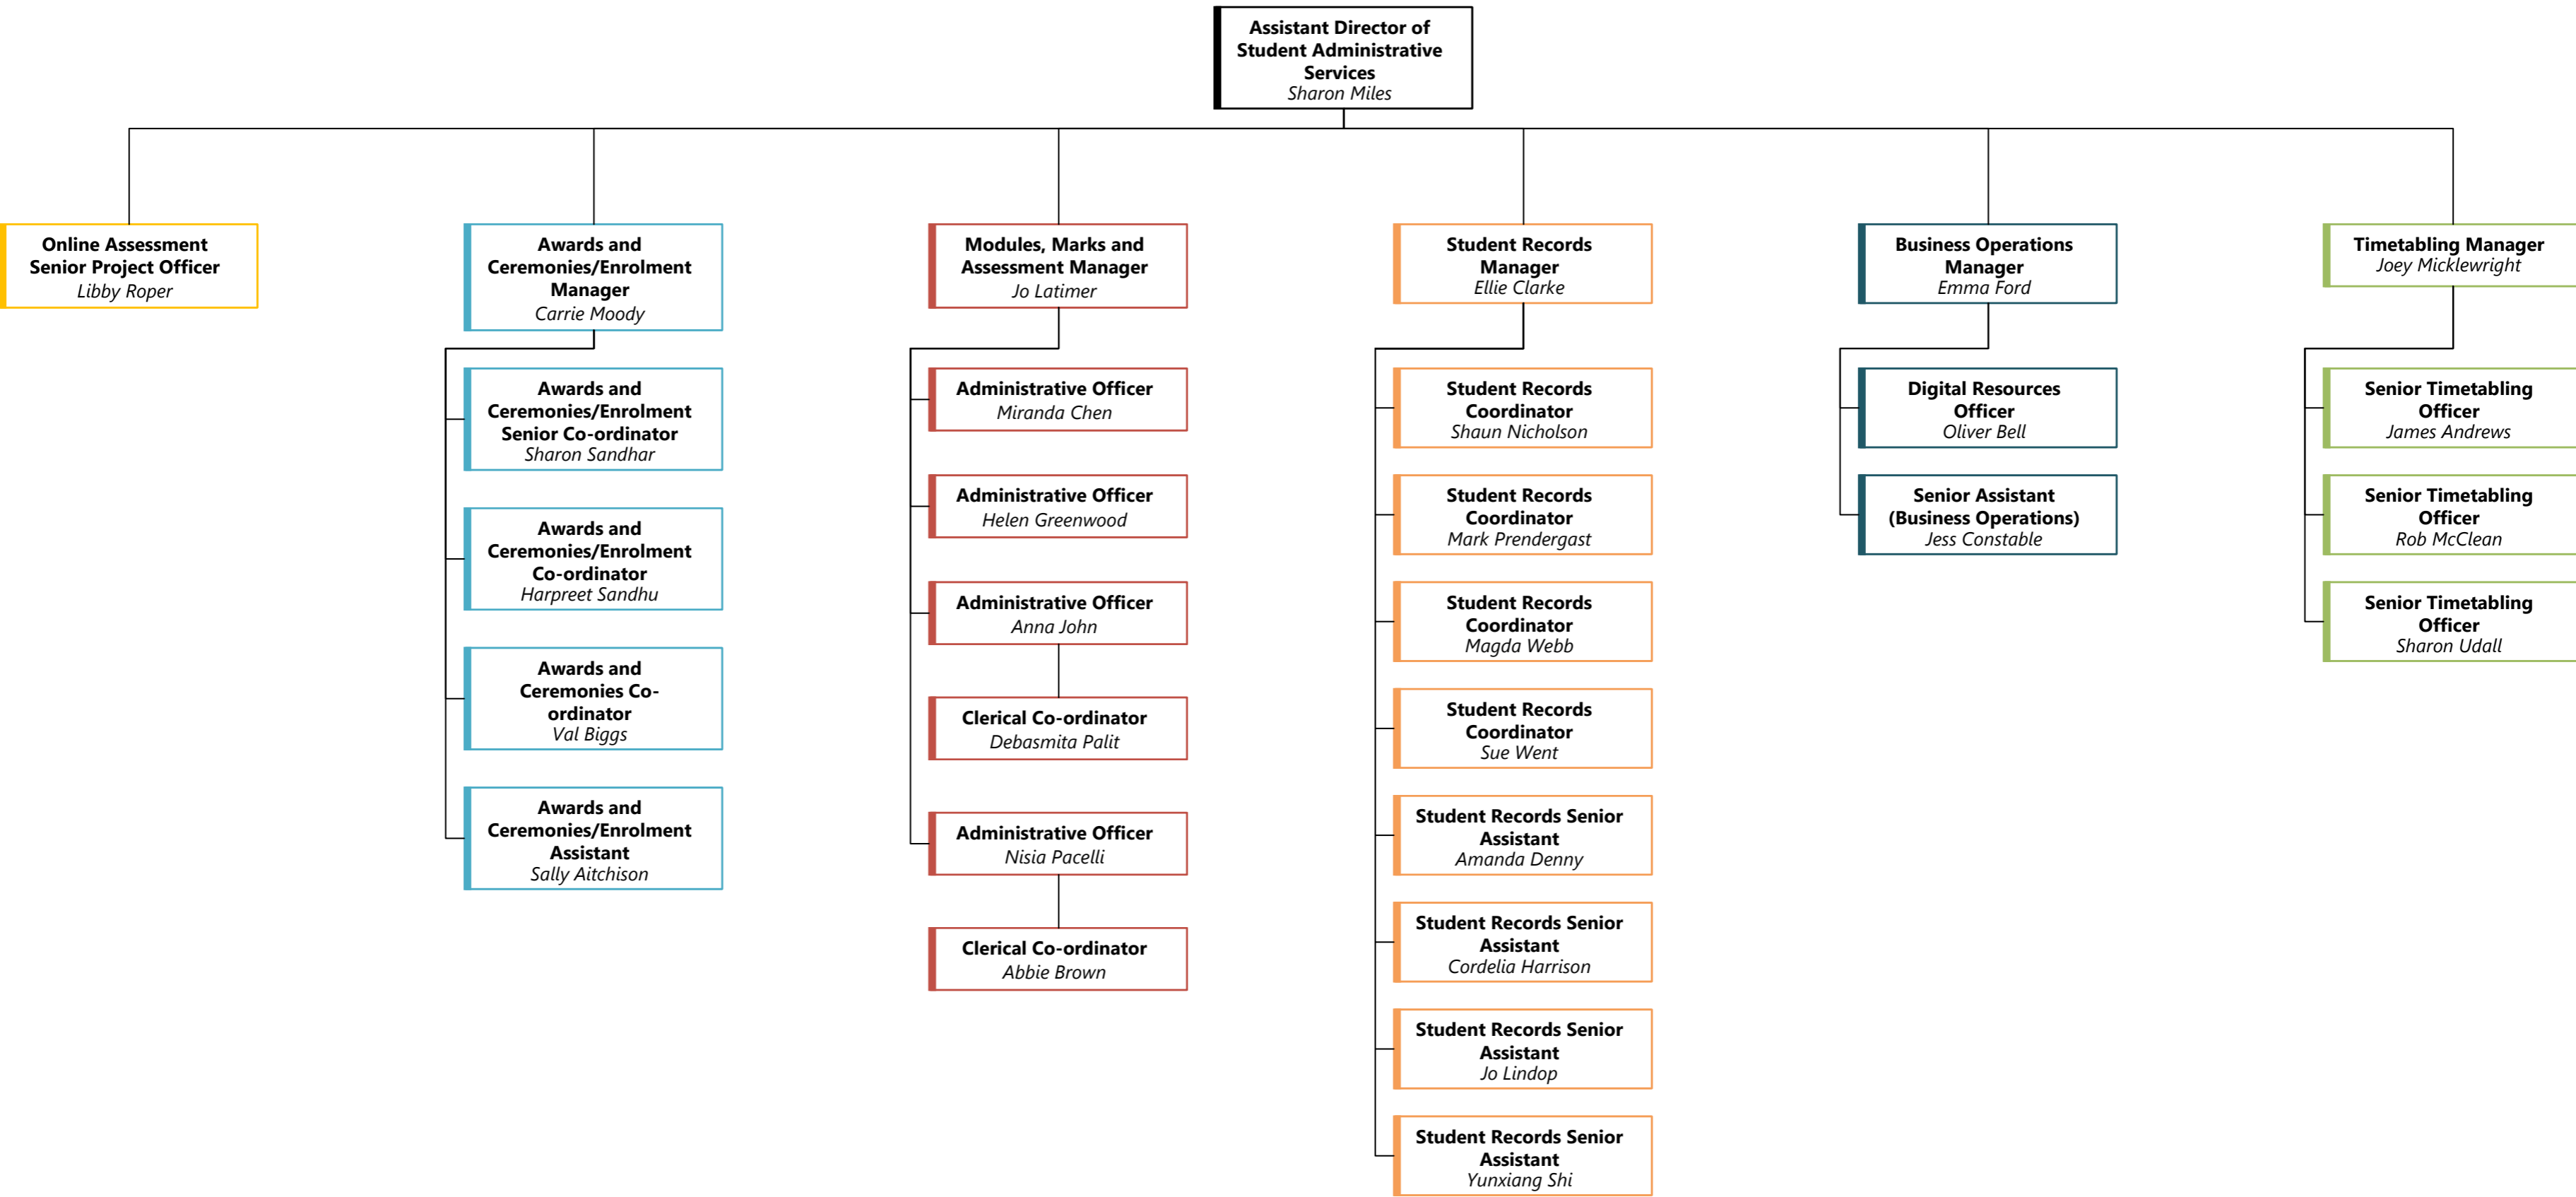 Assistant Director of
Student Administrative
Services
Sharon Miles
Online Assessment
Senior Project Officer
Libby Roper
Awards and
Ceremonies/Enrolment
Manager
Carrie Moody
Awards and
Ceremonies/Enrolment
Senior Co-ordinator
Sharon Sandhar
Awards and
Ceremonies/Enrolment
Co-ordinator
Harpreet Sandhu
Awards and
Ceremonies Co-
ordinator
Val Biggs
Awards and
Ceremonies/Enrolment
Assistant
Sally Aitchison
Modules, Marks and
Assessment Manager
Jo Latimer
Administrative Officer
Miranda Chen
Administrative Officer
Helen Greenwood
Administrative Officer
Anna John
Clerical Co-ordinator
Debasmita Palit
Administrative Officer
Nisia Pacelli
Clerical Co-ordinator
Abbie Brown
Student Records
Manager
Ellie Clarke
Student Records
Coordinator
Shaun Nicholson
Student Records
Coordinator
Mark Prendergast
Student Records
Coordinator
Magda Webb
Student Records
Coordinator
Sue Went
Student Records Senior
Assistant
Amanda Denny
Student Records Senior
Assistant
Cordelia Harrison
Student Records Senior
Assistant
Jo Lindop
Student Records Senior
Assistant
Yunxiang Shi
Business Operations
Manager
Emma Ford
Digital Resources
Officer
Oliver Bell
Senior Assistant
(Business Operations)
Jess Constable
Timetabling Manager
Joey Micklewright
Senior Timetabling
Officer
James Andrews
Senior Timetabling
Officer
Rob McClean
Senior Timetabling
Officer
Sharon Udall